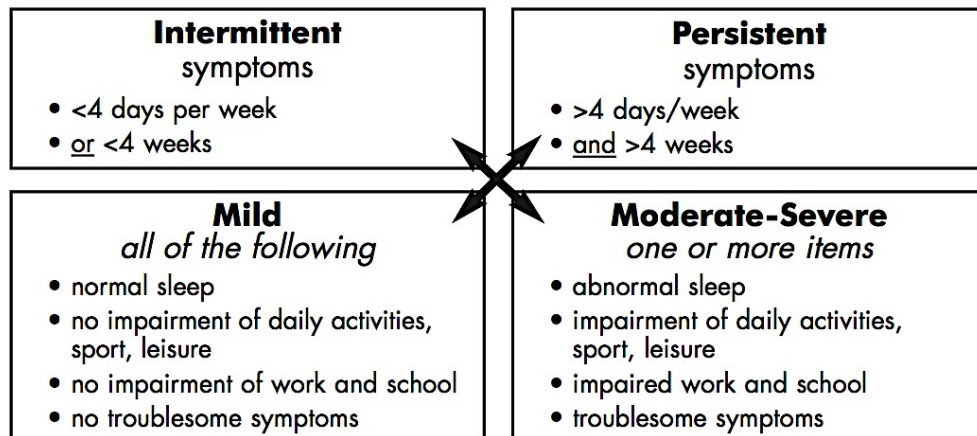 Intermittent
symptoms
• <4 days per week
• or <4 weeks
Persistent
symptoms
• >4 days/week
• and >4 weeks
Mild
all of the following
• normal sleep
• no impairment of daily activities,
sport, leisure
• no impairment of work and school
• no troublesome symptoms
Moderate-Severe
one or more items
• abnormal sleep
• impairment of daily activities,
sport, leisure
• impaired work and school
• troublesome symptoms